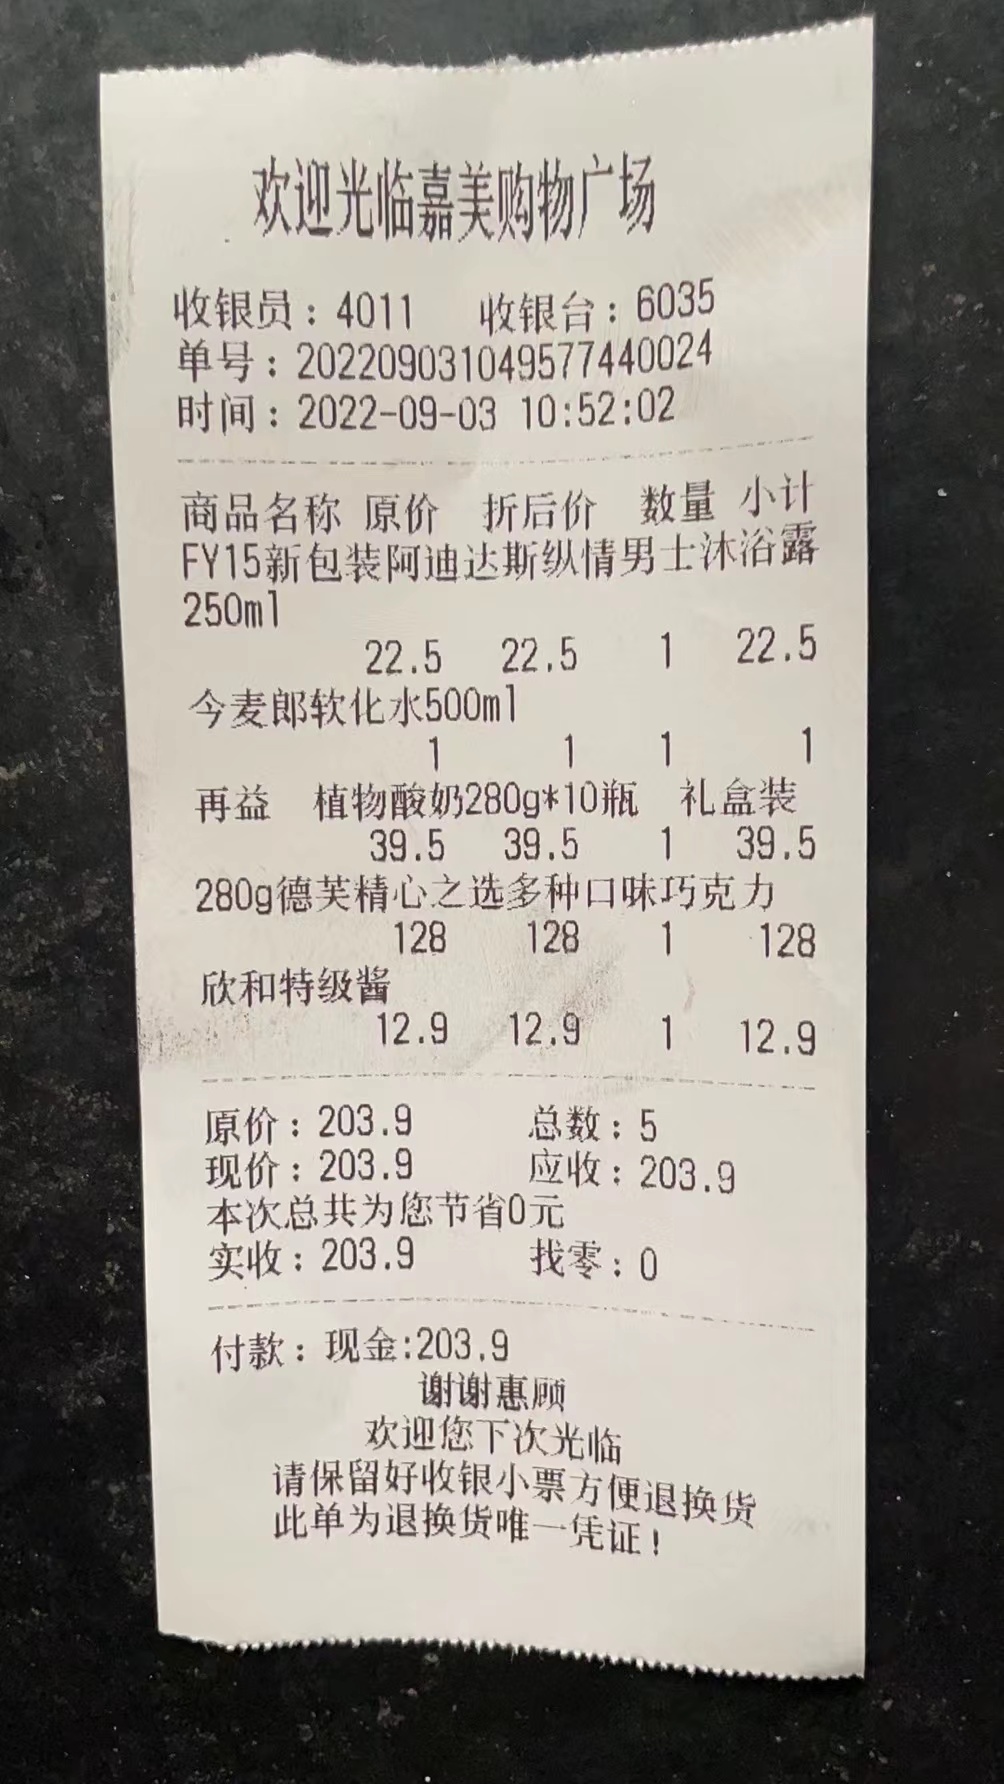 欢迎光临嘉美购物广场
收银员：4011 收银台：6035
单号：202209031049577440024
时间：2022-09-03 10:52:02
商品名称 原价 折后价 数量 小计
FY15新包装阿迪达斯纵情男士沐浴露
250ml
22.5 22.5 1 22.5
今麦郎软化水500ml
1 1 1 1
再益 植物酸奶280g*10瓶 礼盒装
39.5 39.5 1 39.5
280g德芙精心之选多种口味巧克力
128 128 1 128
欣和特级酱
12.9 12.9 1 12.9
原价：203.9 总数：5
现价：203.9 应收：203.9
本次总共为您节省0元
实收：203.9 找零：0
付款：现金:203.9
谢谢惠顾
欢迎您下次光临
请保留好收银小票方便退换货
此单为退换货唯一凭证！